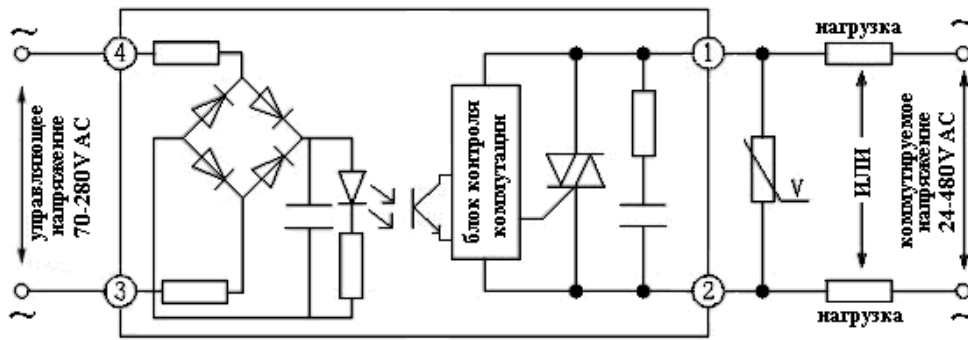 ~
4
управляющее
напряжение
70-280V AC
3
~
блок контроля
коммутации
1
2
V
нагрузка
ИЛИ
нагрузка
~
коммутируемое
напряжение
24-480V AC
~